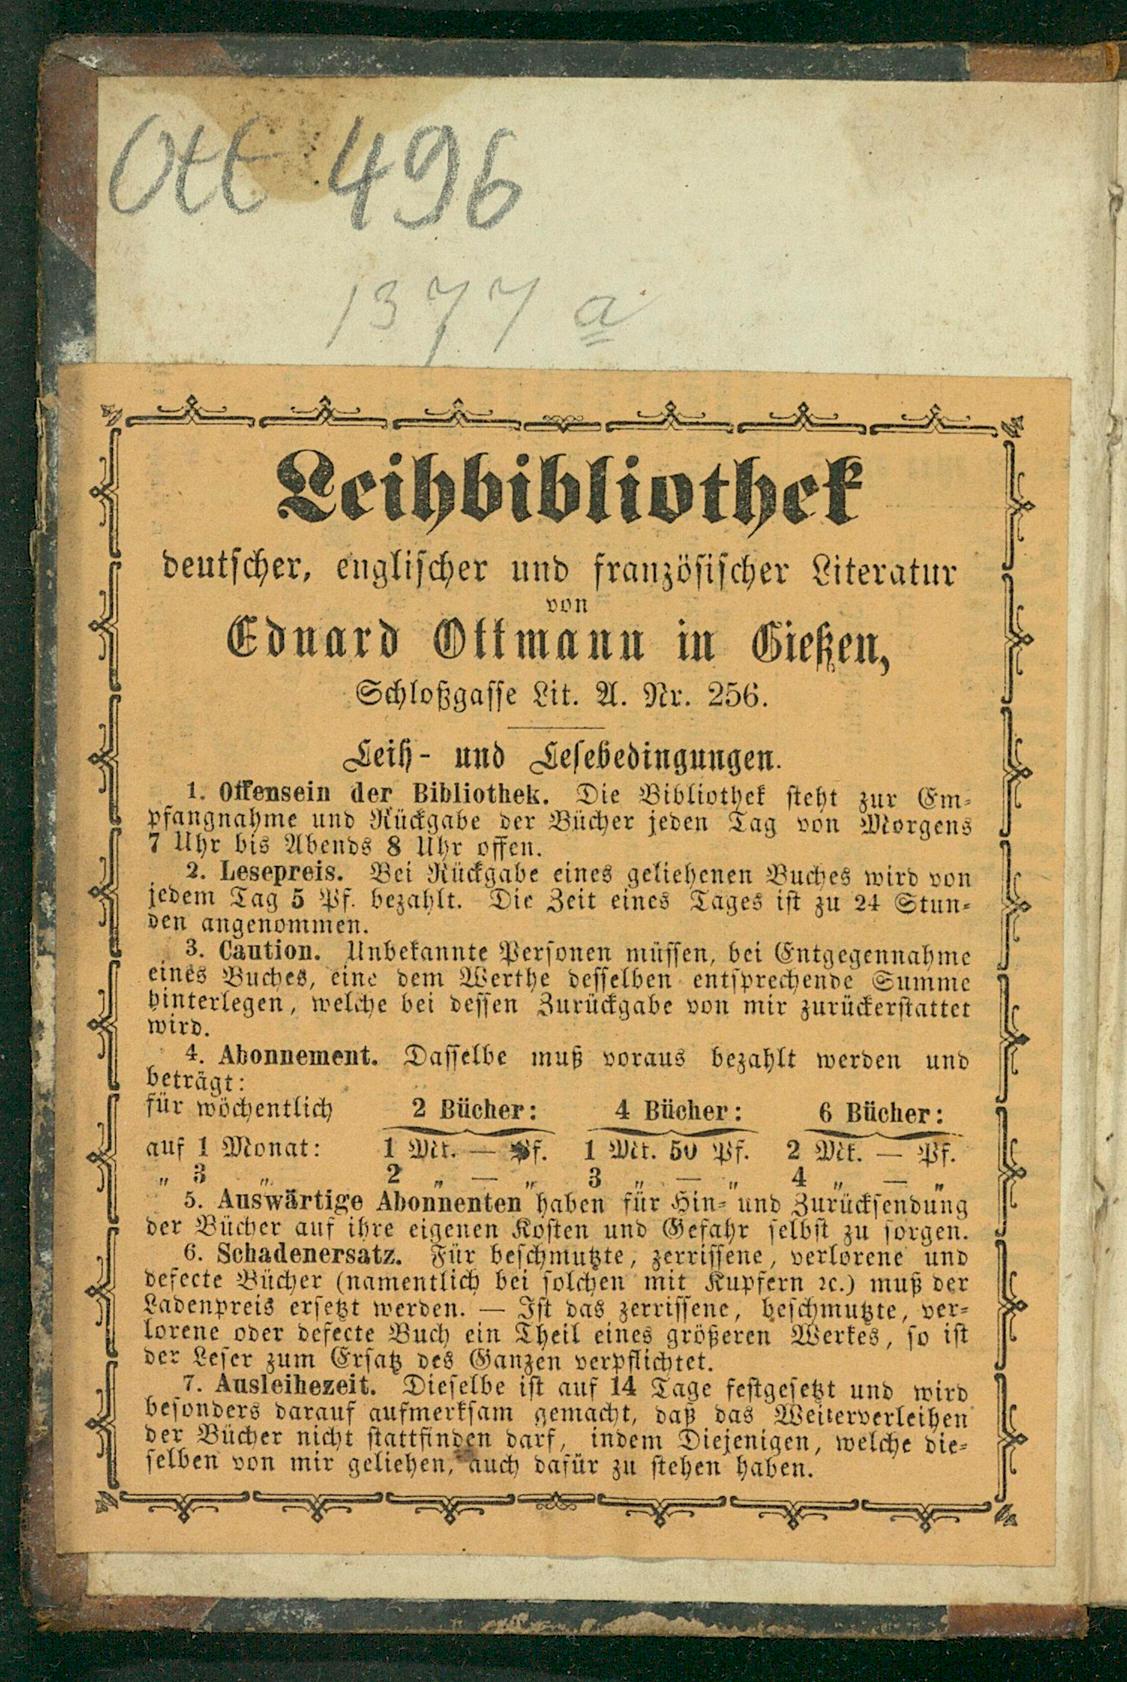 Ott 496
1377 a
Leihbibliothek
deutscher, englischer und französischer Literatur
von
Eduard Ottmann in Gießen,
Schloßgasse Lit. A. Nr. 256.
Leih- und Lesebedingungen.
1. Offensein der Bibliothek. Die Bibliothek steht zur Em-
pfangnahme und Rückgabe der Bücher jeden Tag von Morgens
7 Uhr bis Abends 8 Uhr offen.
2. Lesepreis. Bei Rückgabe eines geliehenen Buches wird von
jedem Tag 5 Pf. bezahlt. Die Zeit eines Tages ist zu 24 Stun-
den angenommen.
3. Caution. Unbekannte Personen müssen, bei Entgegennahme
eines Buches, eine dem Werthe desselben entsprechende Summe
hinterlegen, welche bei dessen Zurückgabe von mir zurückerstattet
wird.
4. Abonnement. Dasselbe muß voraus bezahlt werden und
beträgt:
für wöchentlich 2 Bücher: 4 Bücher: 6 Bücher:
auf 1 Monat: 1 Mk. — Pf. 1 Mk. 50 Pf. 2 Mk. — Pf.
„ 3 „ 2 „ — „ 3 „ — „ 4 „ — „
5. Auswärtige Abonnenten haben für Hin- und Zurücksendung
der Bücher auf ihre eigenen Kosten und Gefahr selbst zu sorgen.
6. Schadenersatz. Für beschmutzte, zerrissene, verlorene und
defecte Bücher (namentlich bei solchen mit Kupfern ꝛc.) muß der
Ladenpreis ersetzt werden. — Ist das zerrissene, beschmutzte, ver-
lorene oder defecte Buch ein Theil eines größeren Werkes, so ist
der Leser zum Ersatz des Ganzen verpflichtet.
7. Ausleihezeit. Dieselbe ist auf 14 Tage festgesetzt und wird
besonders darauf aufmerksam gemacht, daß das Weiterverleihen
der Bücher nicht stattfinden darf, indem Diejenigen, welche die-
selben von mir geliehen, auch dafür zu stehen haben.